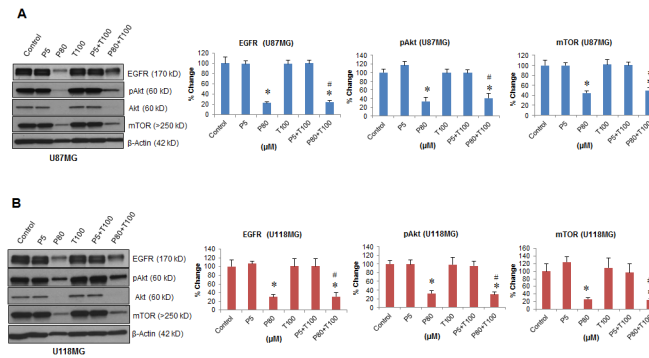 A
Control
P5
P80
T100
P5+T100
P80+T100
EGFR (170 kD)
pAkt (60 kD)
Akt (60 kD)
mTOR (>250 kD)
β-Actin (42 kD)
U87MG
EGFR (U87MG)
% Change
120
100
80
60
40
20
0
*
#
*
Control
P5
P80
T100
P5+T100
P80+T100
(µM)
pAkt (U87MG)
% Change
140
120
100
80
60
40
20
0
*
#
*
Control
P5
P80
T100
P5+T100
P80+T100
(µM)
mTOR (U87MG)
% Change
120
100
80
60
40
20
0
*
Control
P5
P80
T100
P5+T100
P80+T100
(µM)
B
Control
P5
P80
T100
P5+T100
P80+T100
EGFR (170 kD)
pAkt (60 kD)
Akt (60 kD)
mTOR (>250 kD)
β-Actin (42 kD)
U118MG
EGFR (U118MG)
% Change
140
120
100
80
60
40
20
0
*
#
*
Control
P5
P80
T100
P5+T100
P80+T100
(µM)
pAkt (U118MG)
% Change
140
120
100
80
60
40
20
0
*
#
*
Control
P5
P80
T100
P5+T100
P80+T100
(µM)
mTOR (U118MG)
% Change
160
140
120
100
80
60
40
20
0
*
Control
P5
P80
T100
P5+T100
P80+T100
(µM)